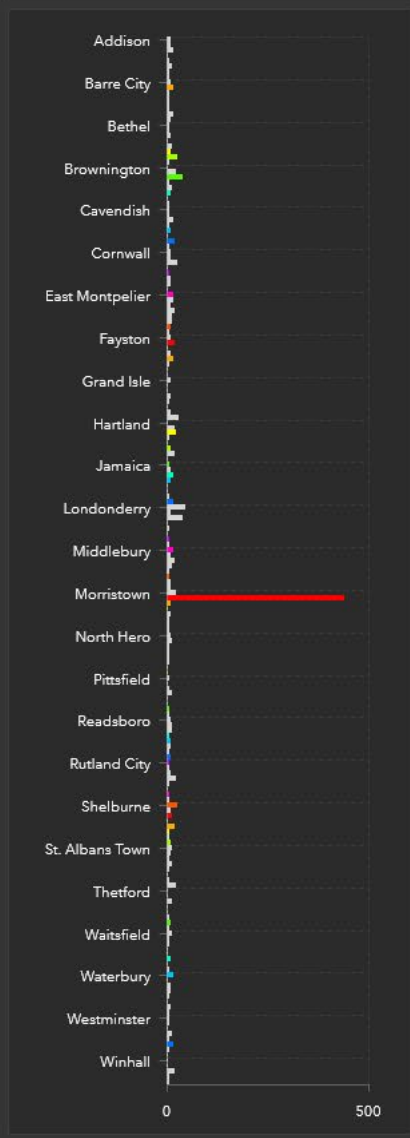 Addison
Barre City
Bethel
Brownington
Cavendish
Cornwall
East Montpelier
Fayston
Grand Isle
Hartland
Jamaica
Londonderry
Middlebury
Morristown
North Hero
Pittsfield
Readsboro
Rutland City
Shelburne
St. Albans Town
Thetford
Waitsfield
Waterbury
Westminster
Winhall
0 500